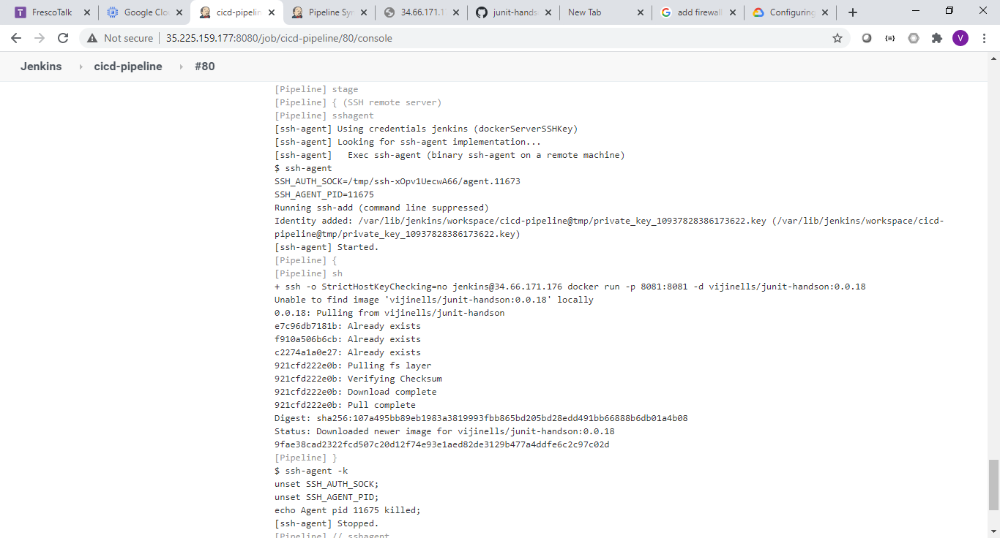 FrescoTalk
Google Clo
cicd-pipelin
Pipeline Syn
34.66.171.1
junit-hands
New Tab
add firewall
Configuring
Not secure
35.225.159.177:8080/job/cicd-pipeline/80/console
V
Jenkins
cicd-pipeline
#80
[Pipeline] stage
[Pipeline] { (SSH remote server)
[Pipeline] sshagent
[ssh-agent] Using credentials jenkins (dockerServerSSHKey)
[ssh-agent] Looking for ssh-agent implementation...
[ssh-agent]   Exec ssh-agent (binary ssh-agent on a remote machine)
$ ssh-agent
SSH_AUTH_SOCK=/tmp/ssh-xOpv1UecwA66/agent.11673
SSH_AGENT_PID=11675
Running ssh-add (command line suppressed)
Identity added: /var/lib/jenkins/workspace/cicd-pipeline@tmp/private_key_10937828386173622.key (/var/lib/jenkins/workspace/cicd-
pipeline@tmp/private_key_10937828386173622.key)
[ssh-agent] Started.
[Pipeline] {
[Pipeline] sh
+ ssh -o StrictHostKeyChecking=no jenkins@34.66.171.176 docker run -p 8081:8081 -d vijinells/junit-handson:0.0.18
Unable to find image 'vijinells/junit-handson:0.0.18' locally
0.0.18: Pulling from vijinells/junit-handson
e7c96db7181b: Already exists
f910a506b6cb: Already exists
c2274a1a0e27: Already exists
921cfd222e0b: Pulling fs layer
921cfd222e0b: Verifying Checksum
921cfd222e0b: Download complete
921cfd222e0b: Pull complete
Digest: sha256:107a495bb89eb1983a3819993fbb865bd205bd28edd491bb66888b6db01a4b08
Status: Downloaded newer image for vijinells/junit-handson:0.0.18
9fae38cad2322fcd507c20d12f74e93e1aed82de3129b477a4ddfe6c2c97c02d
[Pipeline] }
$ ssh-agent -k
unset SSH_AUTH_SOCK;
unset SSH_AGENT_PID;
echo Agent pid 11675 killed;
[ssh-agent] Stopped.
[Pipeline] // sshagent